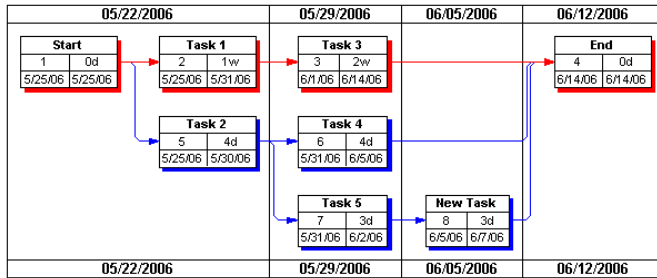 05/22/2006 05/29/2006 06/05/2006 06/12/2006
Start Task 1 Task 3 End
1 0d 2 1w 3 2w 4 0d
5/25/06 5/25/06 5/25/06 5/31/06 6/1/06 6/14/06 6/14/06 6/14/06
Task 2 Task 4
5 4d 6 4d
5/25/06 5/30/06 5/31/06 6/5/06
Task 5 New Task
7 3d 8 3d
5/31/06 6/2/06 6/5/06 6/7/06
05/22/2006 05/29/2006 06/05/2006 06/12/2006